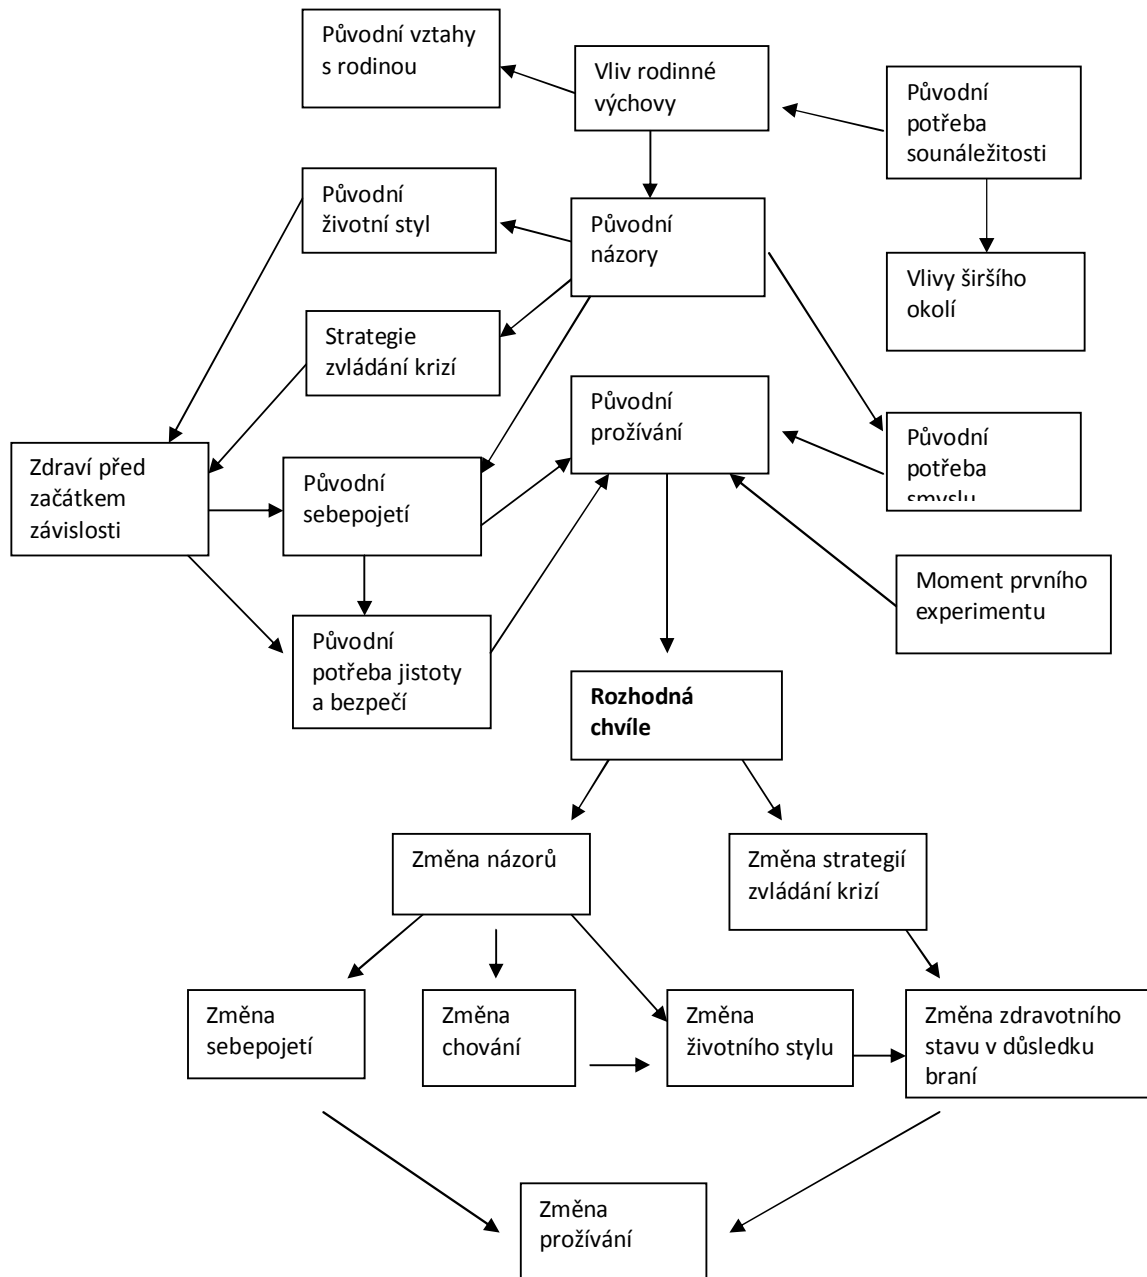 Původní vztahy
s rodinou
Vliv rodinné
výchovy
Původní
potřeba
sounáležitosti
Původní
životní styl
Původní
názory
Vlivy širšího
okolí
Strategie
zvládání krizí
Původní
prožívání
Původní
potřeba
smyslu
Zdraví před
začátkem
závislosti
Původní
sebepojetí
Moment prvního
experimentu
Původní
potřeba jistoty
a bezpečí
Rozhodná
chvíle
Změna názorů
Změna strategií
zvládání krizí
Změna
sebepojetí
Změna
chování
Změna
životního stylu
Změna zdravotního
stavu v důsledku
braní
Změna
prožívání